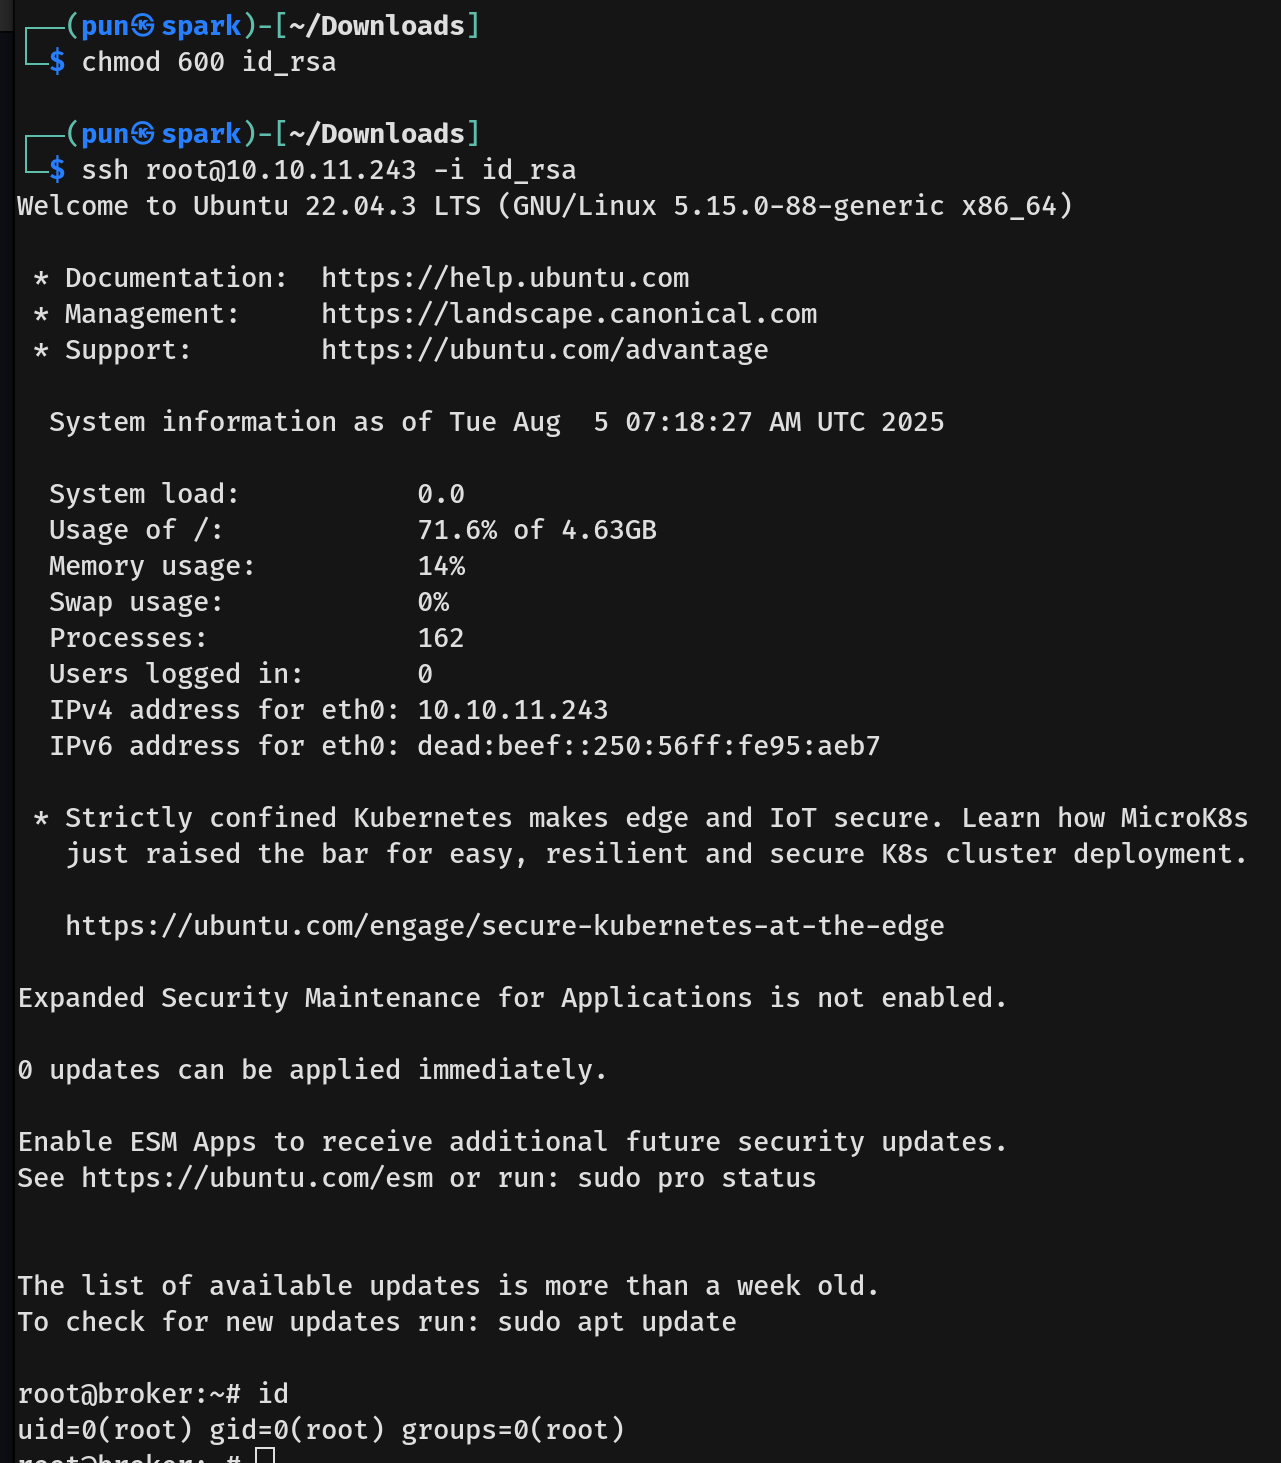 ┌──(pun㉿spark)-[~/Downloads]
└─$ chmod 600 id_rsa
┌──(pun㉿spark)-[~/Downloads]
└─$ ssh root@10.10.11.243 -i id_rsa
Welcome to Ubuntu 22.04.3 LTS (GNU/Linux 5.15.0-88-generic x86_64)
* Documentation:  https://help.ubuntu.com
* Management:     https://landscape.canonical.com
* Support:        https://ubuntu.com/advantage
System information as of Tue Aug  5 07:18:27 AM UTC 2025
System load:           0.0
Usage of /:            71.6% of 4.63GB
Memory usage:          14%
Swap usage:            0%
Processes:             162
Users logged in:       0
IPv4 address for eth0: 10.10.11.243
IPv6 address for eth0: dead:beef::250:56ff:fe95:aeb7
* Strictly confined Kubernetes makes edge and IoT secure. Learn how MicroK8s
just raised the bar for easy, resilient and secure K8s cluster deployment.
https://ubuntu.com/engage/secure-kubernetes-at-the-edge
Expanded Security Maintenance for Applications is not enabled.
0 updates can be applied immediately.
Enable ESM Apps to receive additional future security updates.
See https://ubuntu.com/esm or run: sudo pro status
The list of available updates is more than a week old.
To check for new updates run: sudo apt update
root@broker:~# id
uid=0(root) gid=0(root) groups=0(root)
root@broker:~#